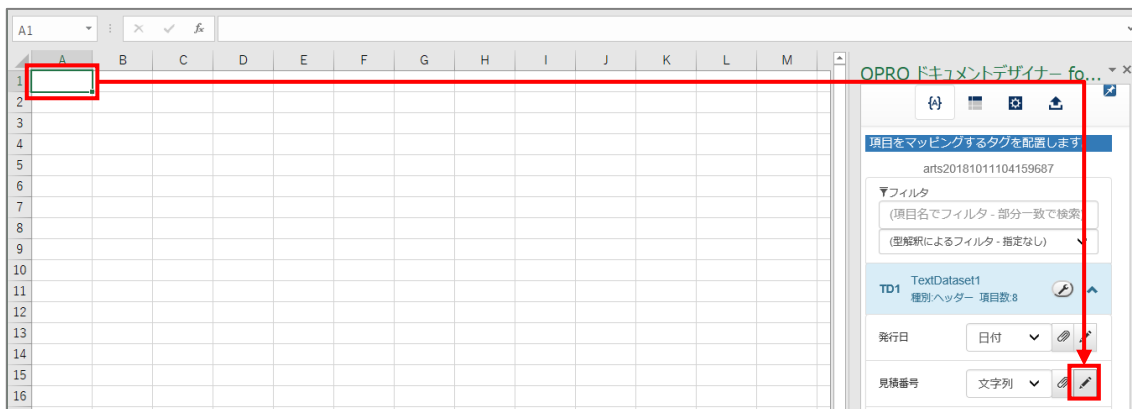 A1 fx
A B C D E F G H I J K L M
1
2
3
4
5
6
7
8
9
10
11
12
13
14
15
16
OPRO ドキュメントデザイナー fo...
{A}
項目をマッピングするタグを配置します
arts20181011104159687
フィルタ
(項目名でフィルタ - 部分一致で検索)
(型解釈によるフィルタ - 指定なし)
TD1 TextDataset1
種別:ヘッダー 項目数:8
発行日 日付
見積番号 文字列